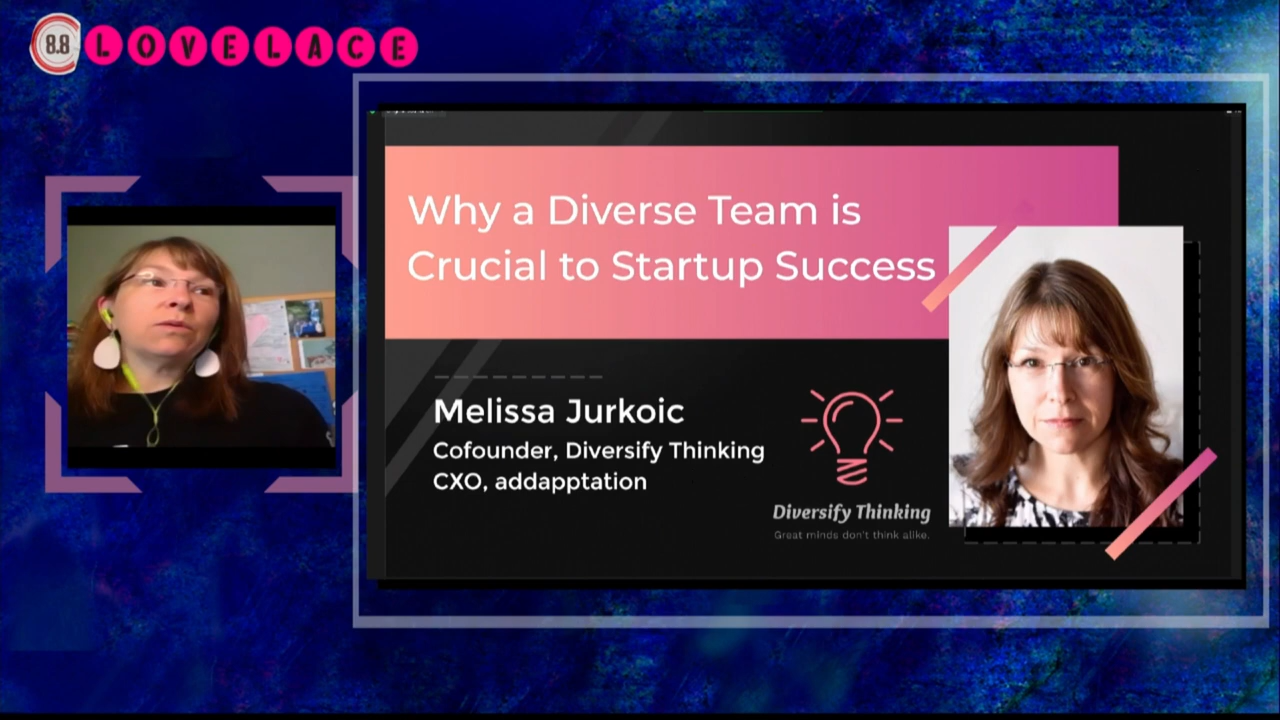 8.8
LOVELACE
Why a Diverse Team is
Crucial to Startup Success
Melissa Jurkoic
Cofounder, Diversify Thinking
CXO, addapptation
Diversify Thinking
Great minds don't think alike.